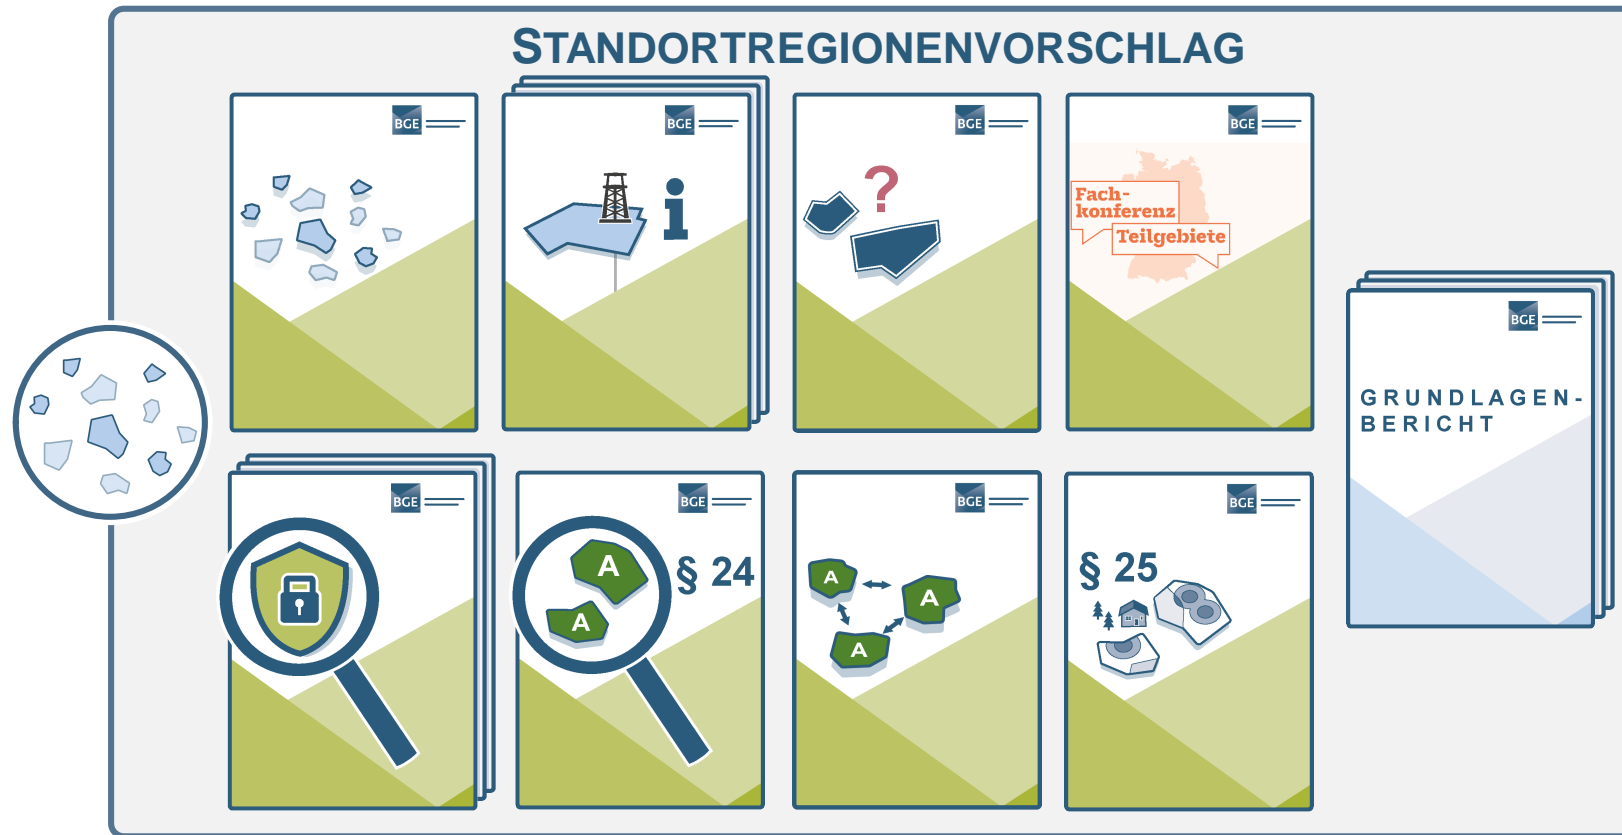 STANDORTREGIONENVORSCHLAG
BGE
BGE
BGE
BGE
?
i
Fach-
konferenz
Teilgebiete
BGE
GRUNDLAGEN-
BERICHT
BGE
BGE
BGE
BGE
A
§ 24
A
A
A
A
§ 25